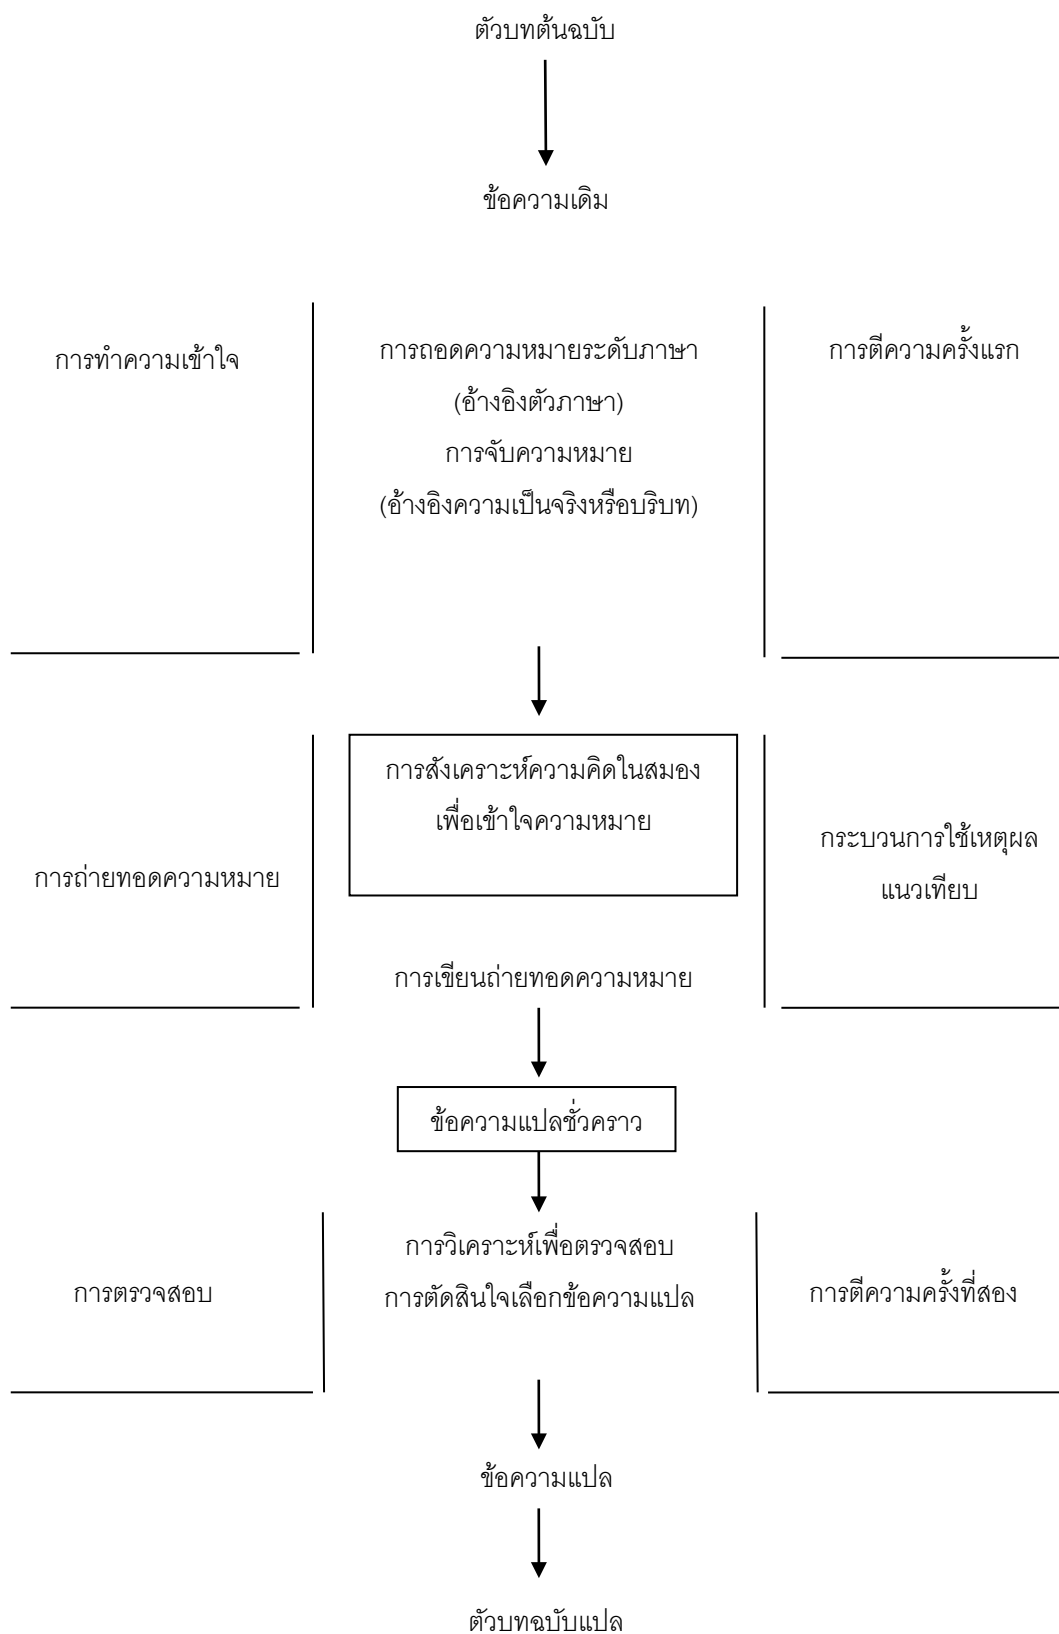 ตัวบทต้นฉบับ
ข้อความเดิม
การทำความเข้าใจ
การถอดความหมายระดับภาษา
(อ้างอิงตัวภาษา)
การจับความหมาย
(อ้างอิงความเป็นจริงหรือบริบท)
การตีความครั้งแรก
การถ่ายทอดความหมาย
การสังเคราะห์ความคิดในสมอง
เพื่อเข้าใจความหมาย
การเขียนถ่ายทอดความหมาย
กระบวนการใช้เหตุผล
แนวเทียบ
ข้อความแปลชั่วคราว
การตรวจสอบ
การวิเคราะห์เพื่อตรวจสอบ
การตัดสินใจเลือกข้อความแปล
การตีความครั้งที่สอง
ข้อความแปล
ตัวบทฉบับแปล